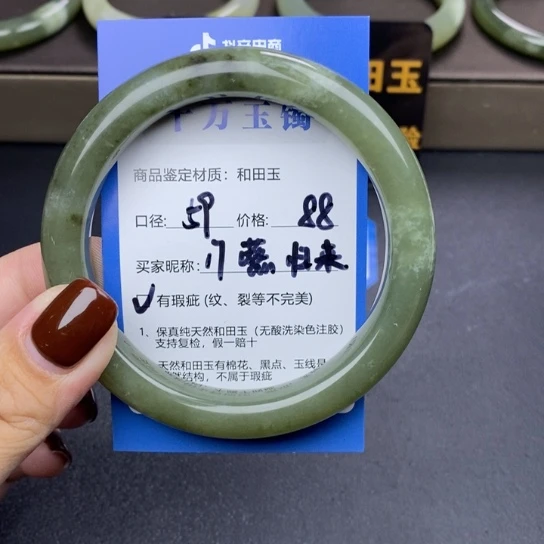 抖音电商
千万玉镯
田玉
商品鉴定材质：和田玉
口径: 59 价格: 88
买家昵称: 归来
✓有瑕疵 (纹、裂等不完美)
1、保真纯天然和田玉（无酸洗染色注胶）
支持复检，假一赔十
天然和田玉有棉花、黑点、玉线是
结构，不属于瑕疵